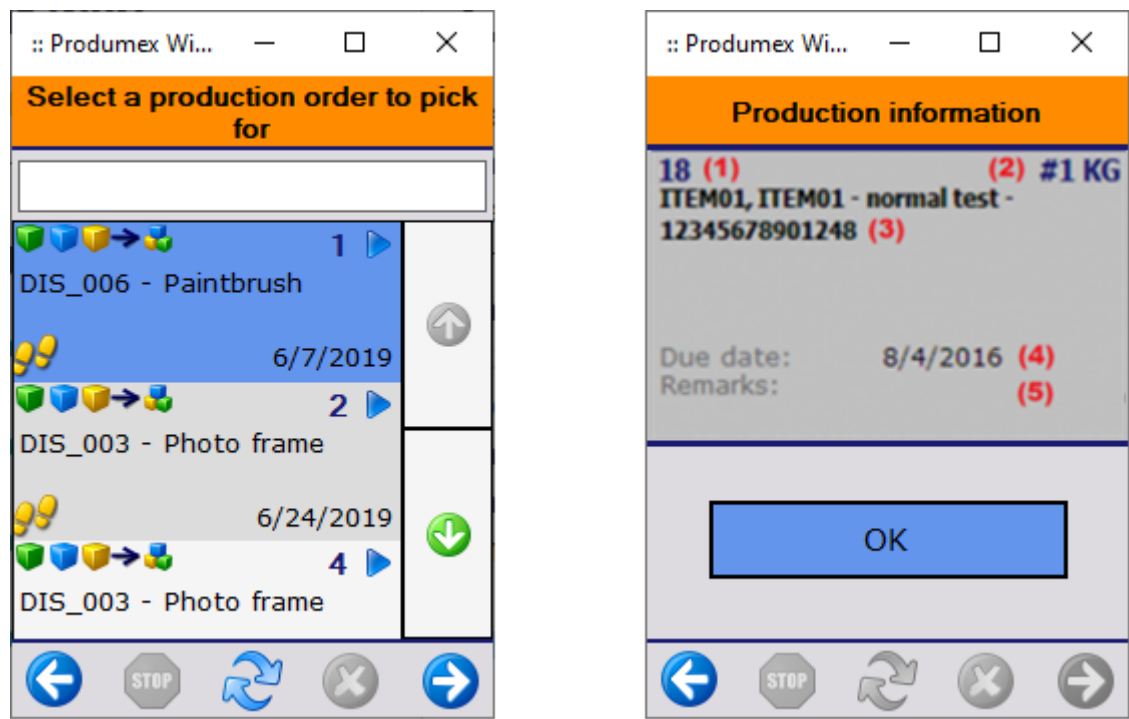 :: Produmex Wi...
Select a production order to pick
for
1
DIS_006 - Paintbrush
6/7/2019
2
DIS_003 - Photo frame
6/24/2019
4
DIS_003 - Photo frame
STOP
:: Produmex Wi...
Production information
18 (1) (2) #1 KG
ITEM01, ITEM01 - normal test -
12345678901248 (3)
Due date: 8/4/2016 (4)
Remarks: (5)
OK
STOP